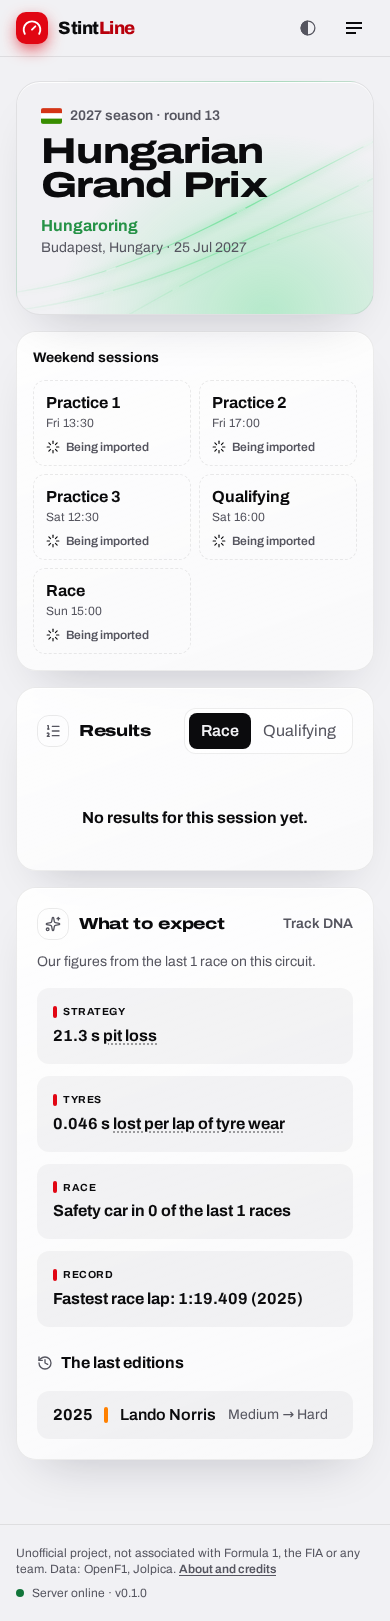 StintLine
2027 season · round 13
Hungarian
Grand Prix
Hungaroring
Budapest, Hungary · 25 Jul 2027
Weekend sessions
Practice 1
Fri 13:30
Being imported
Practice 2
Fri 17:00
Being imported
Practice 3
Sat 12:30
Being imported
Qualifying
Sat 16:00
Being imported
Race
Sun 15:00
Being imported
Results
Race
Qualifying
No results for this session yet.
What to expect
Track DNA
Our figures from the last 1 race on this circuit.
STRATEGY
21.3 s pit loss
TYRES
0.046 s lost per lap of tyre wear
RACE
Safety car in 0 of the last 1 races
RECORD
Fastest race lap: 1:19.409 (2025)
The last editions
2025 Lando Norris Medium → Hard
Unofficial project, not associated with Formula 1, the FIA or any
team. Data: OpenF1, Jolpica. About and credits
Server online · v0.1.0